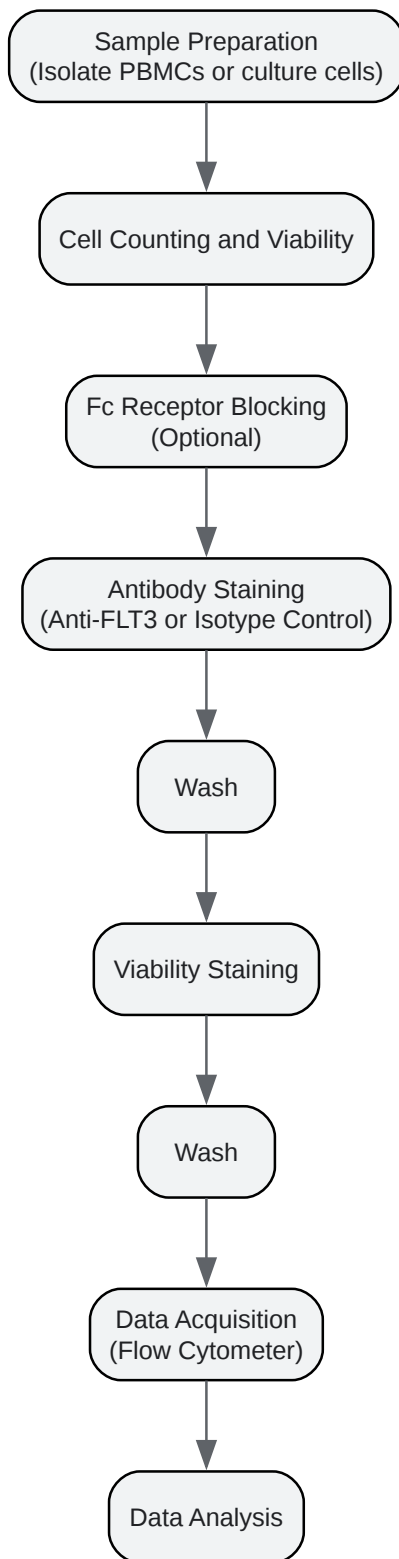 Sample Preparation
(Isolate PBMCs or culture cells)
Cell Counting and Viability
Fc Receptor Blocking
(Optional)
Antibody Staining
(Anti-FLT3 or Isotype Control)
Wash
Viability Staining
Wash
Data Acquisition
(Flow Cytometer)
Data Analysis